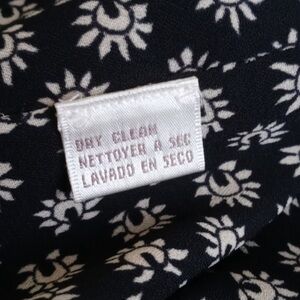 DRY CLEAN
NETTOYER A SEC
LAVADO EN SECO